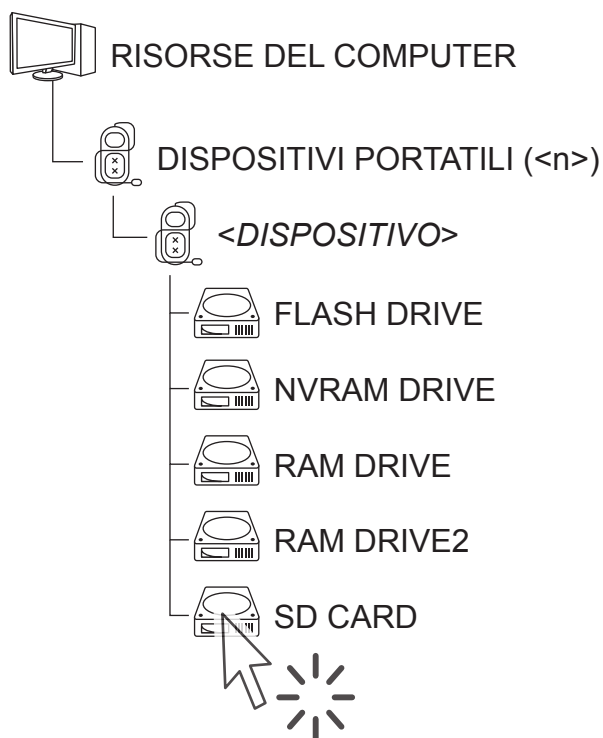 RISORSE DEL COMPUTER
DISPOSITIVI PORTATILI (<n>)
<DISPOSITIVO>
FLASH DRIVE
NVRAM DRIVE
RAM DRIVE
RAM DRIVE2
SD CARD